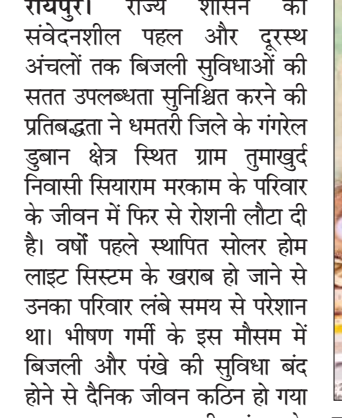 रायपुर। राज्य शासन की
संवेदनशील पहल और दूरस्थ
अंचलों तक बिजली सुविधाओं की
सतत उपलब्धता सुनिश्चित करने की
प्रतिबद्धता ने धमतरी जिले के गंगरेल
डुबान क्षेत्र स्थित ग्राम तुमाखुर्द
निवासी सियाराम मरकाम के परिवार
के जीवन में फिर से रोशनी लौटा दी
है। वर्षों पहले स्थापित सोलर होम
लाइट सिस्टम के खराब हो जाने से
उनका परिवार लंबे समय से परेशान
था। भीषण गर्मी के इस मौसम में
बिजली और पंखे की सुविधा बंद
होने से दैनिक जीवन कठिन हो गया